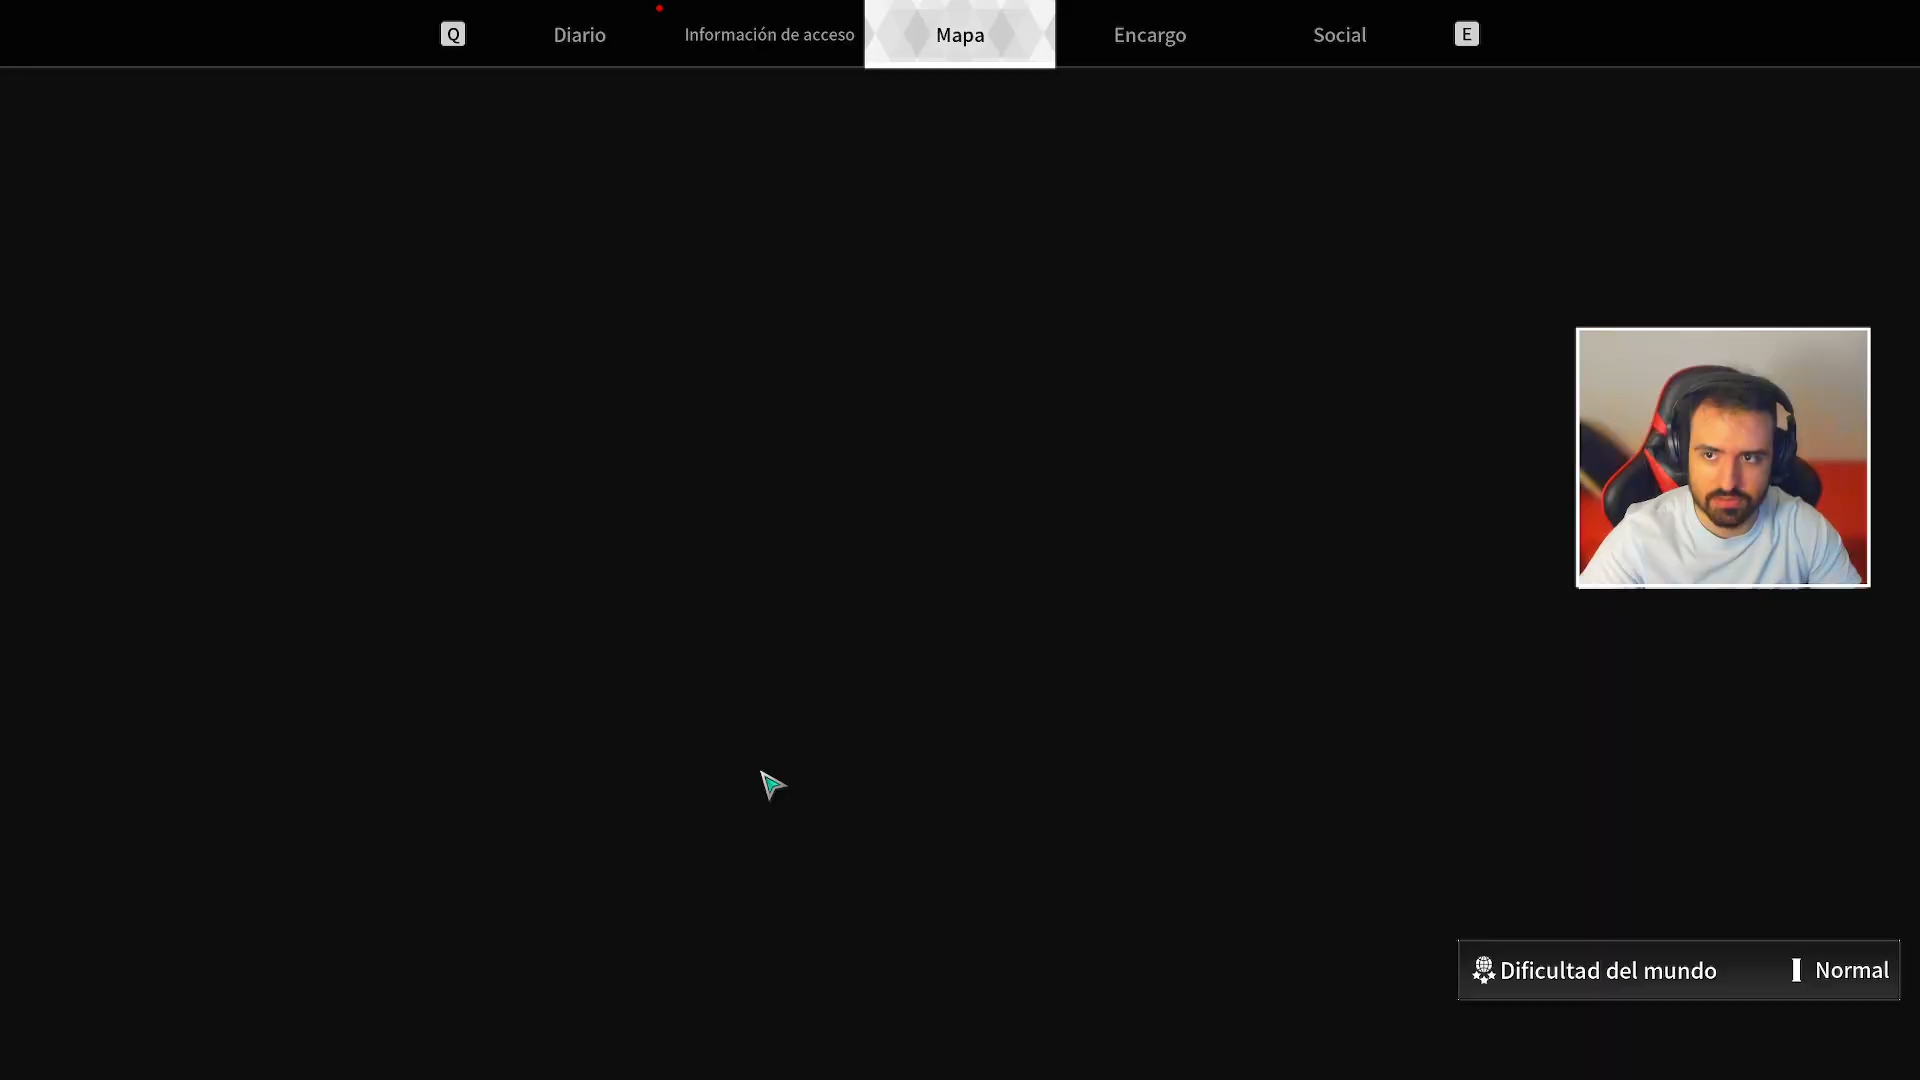 Q Diario Información de acceso Mapa Encargo Social E
Dificultad del mundo I Normal